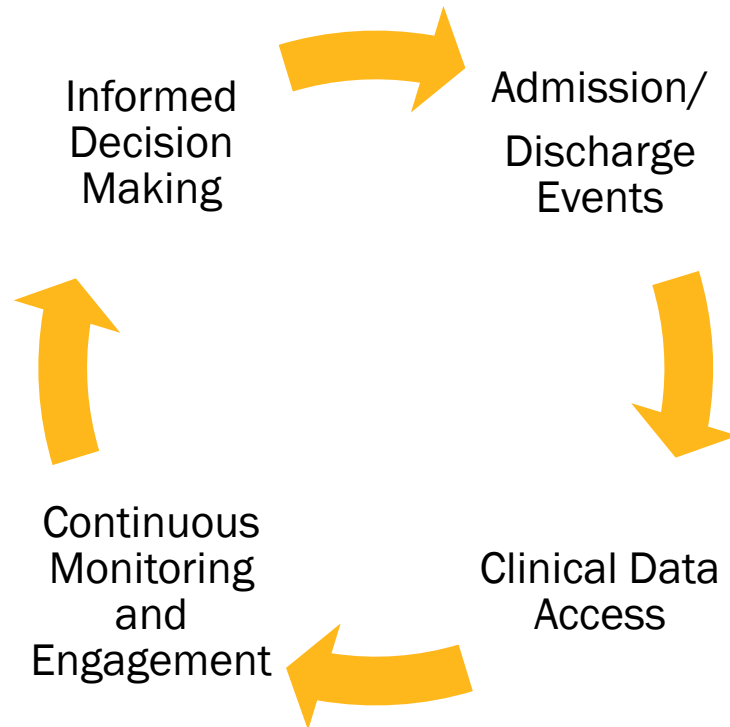 Informed
Decision
Making
Admission/
Discharge
Events
Clinical Data
Access
Continuous
Monitoring
and
Engagement